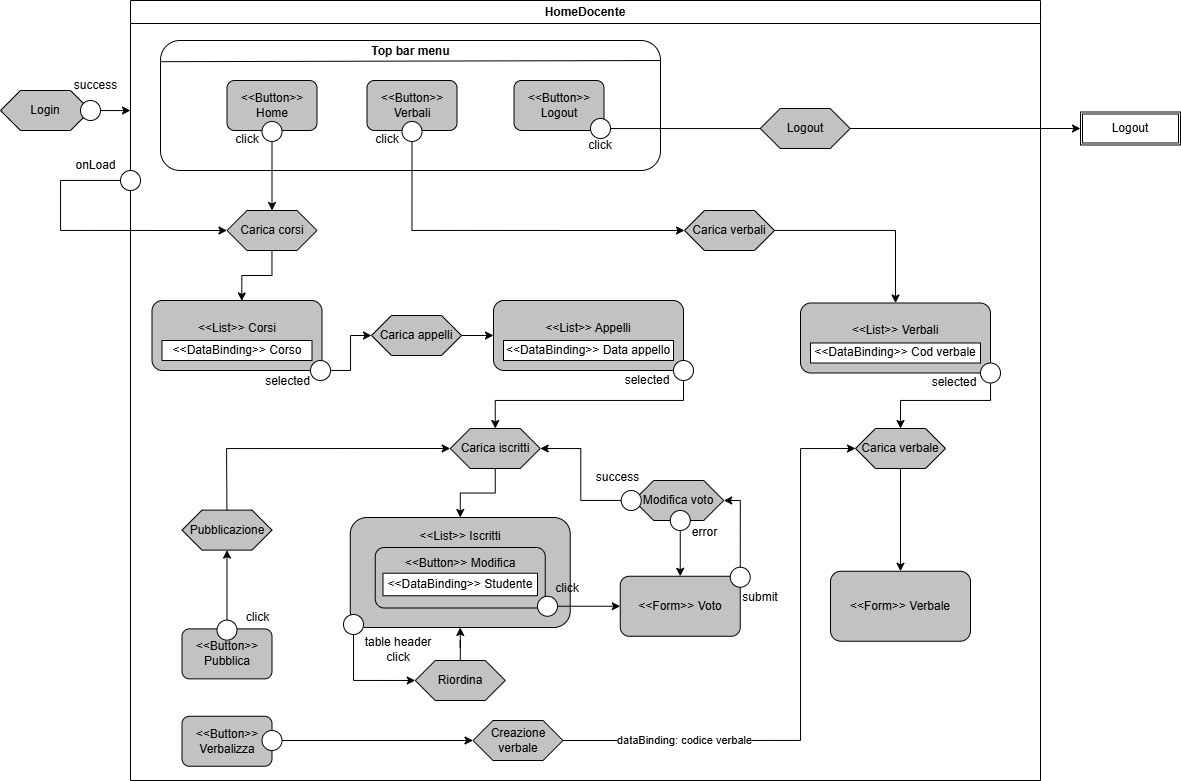 HomeDocente
Top bar menu
success
Login
<<Button>>
Home
click
<<Button>>
Verbali
click
<<Button>>
Logout
click
Logout
Logout
onLoad
Carica corsi
Carica verbali
<<List>> Corsi
<<DataBinding>> Corso
selected
Carica appelli
<<List>> Appelli
<<DataBinding>> Data appello
selected
<<List>> Verbali
<<DataBinding>> Cod verbale
selected
Carica iscritti
Carica verbale
success
Modifica voto
error
Pubblicazione
<<List>> Iscritti
<<Button>> Modifica
<<DataBinding>> Studente
click
<<Form>> Voto
submit
<<Form>> Verbale
click
<<Button>>
Pubblica
table header
click
Riordina
<<Button>>
Verbalizza
Creazione
verbale
dataBinding: codice verbale